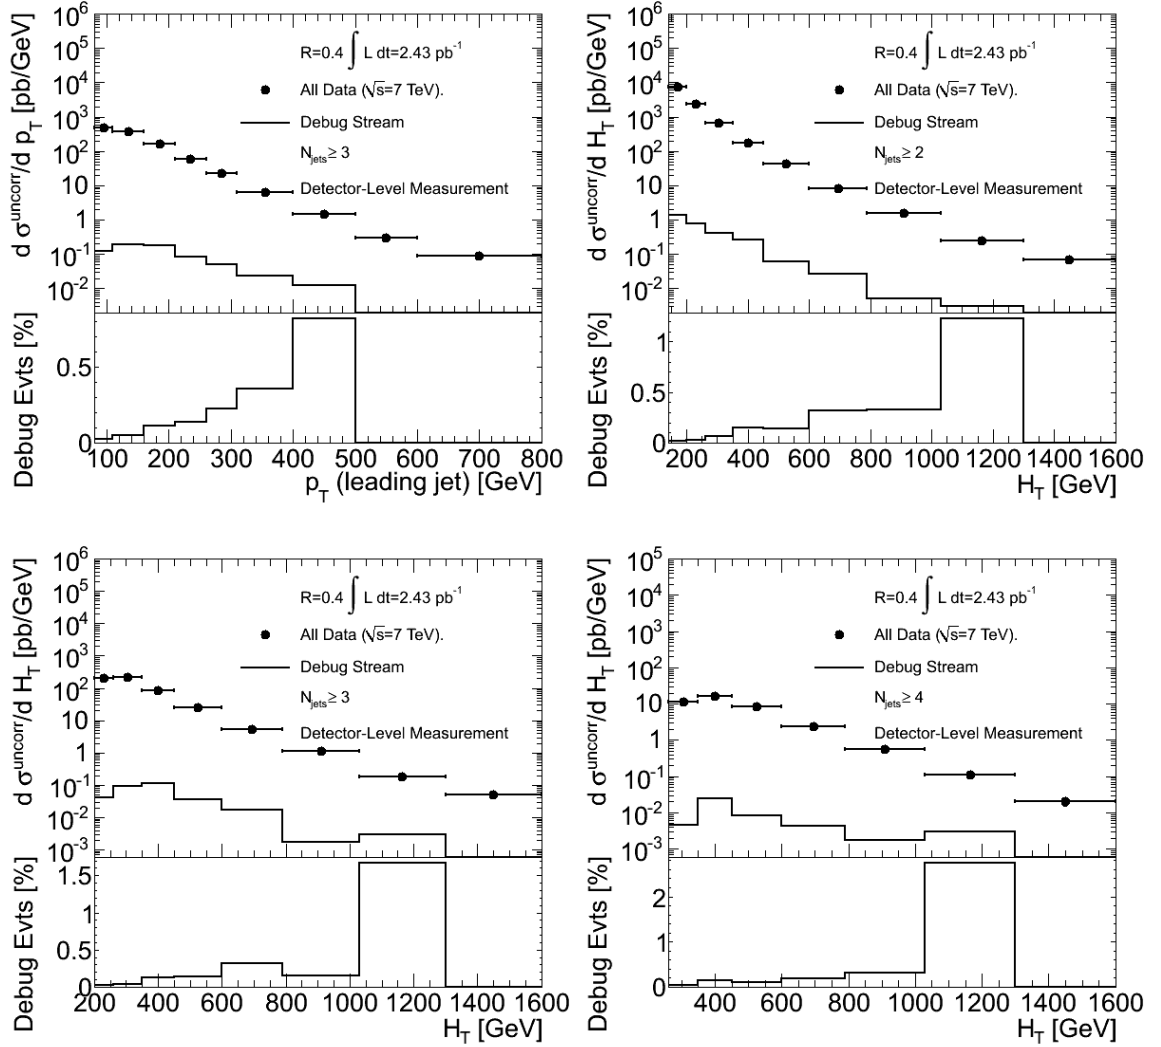 d σ^uncorr/d p_T [pb/GeV]
10^6
10^5
10^4
10^3
10^2
10
1
10^-1
10^-2
R=0.4 ∫ L dt=2.43 pb^-1
All Data (√s=7 TeV).
Debug Stream
N_jets ≥ 3
Detector-Level Measurement
Debug Evts [%]
0.5
0
100 200 300 400 500 600 700 800
p_T (leading jet) [GeV]
d σ^uncorr/d H_T [pb/GeV]
10^6
10^5
10^4
10^3
10^2
10
1
10^-1
10^-2
R=0.4 ∫ L dt=2.43 pb^-1
All Data (√s=7 TeV).
Debug Stream
N_jets ≥ 2
Detector-Level Measurement
Debug Evts [%]
1
0.5
0
200 400 600 800 1000 1200 1400 1600
H_T [GeV]
d σ^uncorr/d H_T [pb/GeV]
10^6
10^5
10^4
10^3
10^2
10
1
10^-1
10^-2
10^-3
R=0.4 ∫ L dt=2.43 pb^-1
All Data (√s=7 TeV).
Debug Stream
N_jets ≥ 3
Detector-Level Measurement
Debug Evts [%]
1.5
1
0.5
0
200 400 600 800 1000 1200 1400 1600
H_T [GeV]
d σ^uncorr/d H_T [pb/GeV]
10^5
10^4
10^3
10^2
10
1
10^-1
10^-2
10^-3
R=0.4 ∫ L dt=2.43 pb^-1
All Data (√s=7 TeV).
Debug Stream
N_jets ≥ 4
Detector-Level Measurement
Debug Evts [%]
2
1
0
400 600 800 1000 1200 1400 1600
H_T [GeV]